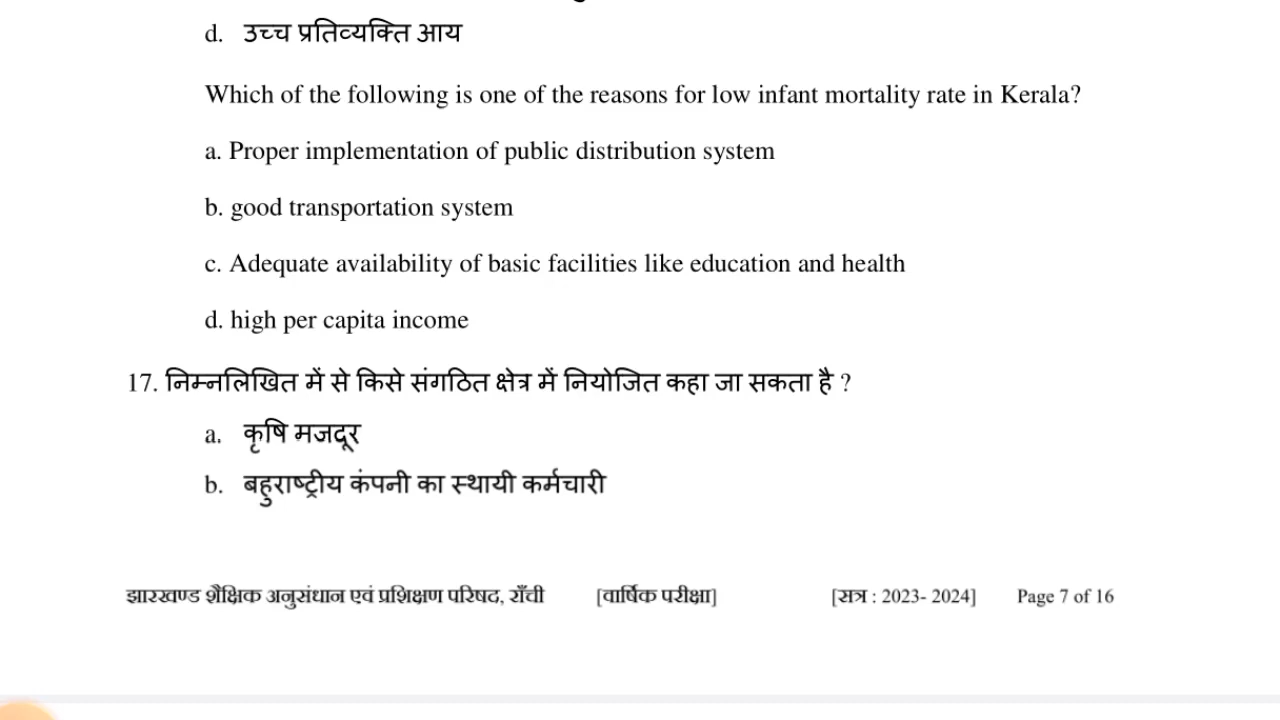 d. उच्च प्रतिव्यक्ति आय
Which of the following is one of the reasons for low infant mortality rate in Kerala?
a. Proper implementation of public distribution system
b. good transportation system
c. Adequate availability of basic facilities like education and health
d. high per capita income
17. निम्नलिखित में से किसे संगठित क्षेत्र में नियोजित कहा जा सकता है ?
a. कृषि मजदूर
b. बहुराष्ट्रीय कंपनी का स्थायी कर्मचारी
झारखण्ड शैक्षिक अनुसंधान एवं प्रशिक्षण परिषद, राँची [वार्षिक परीक्षा] [सत्र : 2023- 2024] Page 7 of 16